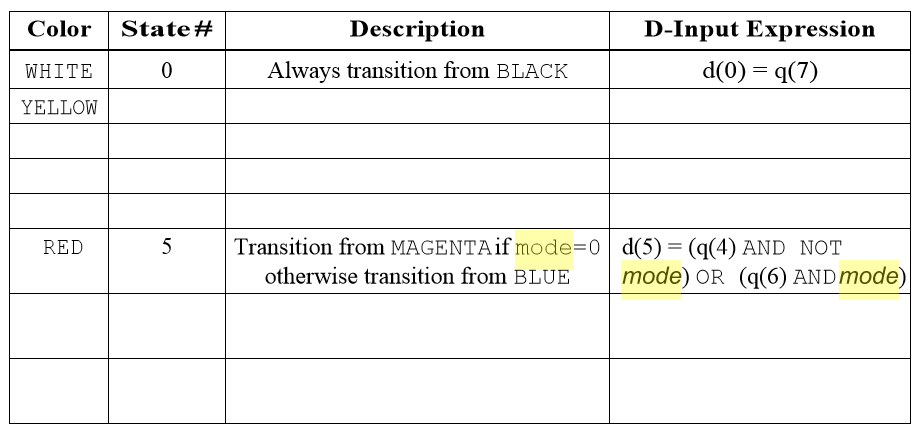 Color State# Description D-Input Expression
WHITE 0 Always transition from BLACK d(0) = q(7)
YELLOW
RED 5 Transition from MAGENTA if mode=0 d(5) = (q(4) AND NOT
otherwise transition from BLUE mode) OR (q(6) AND mode)